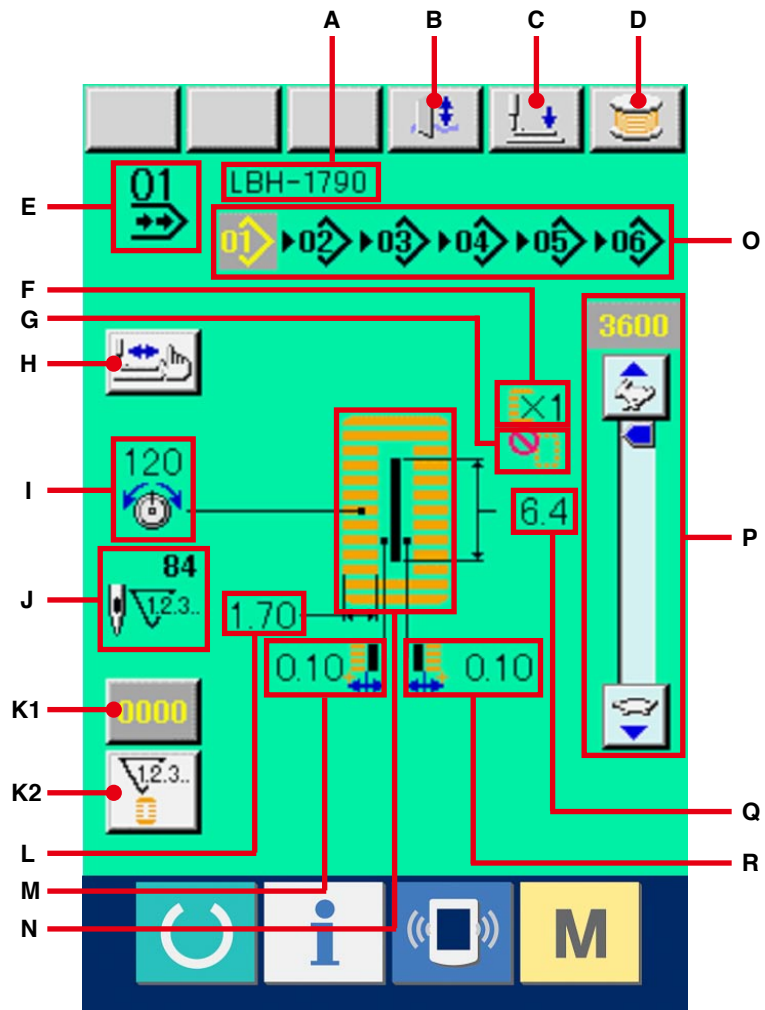 A B C D
E 01 LBH-1790
01 02 03 04 05 06 O
F
G 3600
H
×1
I 120
6.4 P
84
J 1.2.3..
1.70
0.10 0.10
K1 0000
K2 1.2.3..
Q
L R
M
N
i M